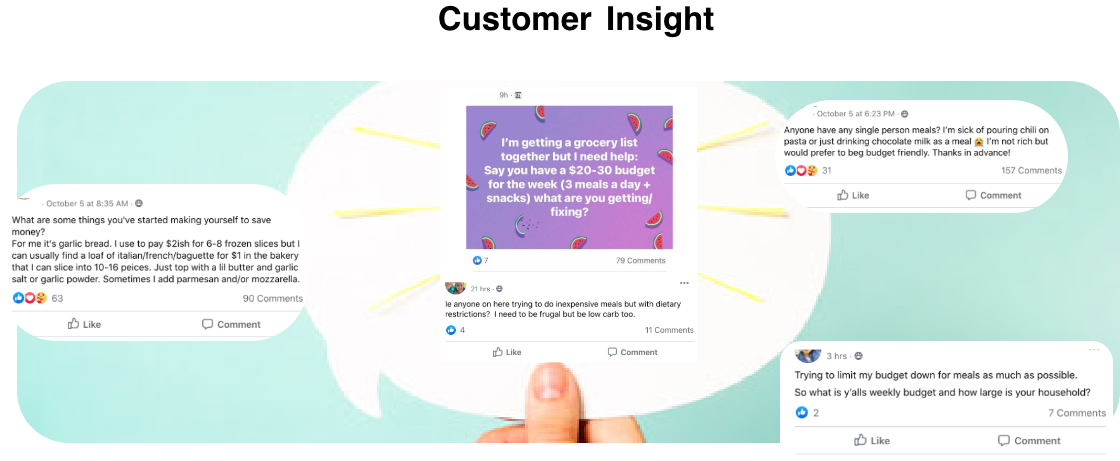 Customer Insight
October 5 at 8:35 AM ·
What are some things you've started making yourself to save
money?
For me it's garlic bread. I use to pay $2ish for 6-8 frozen slices but I
can usually find a loaf of italian/french/baguette for $1 in the bakery
that I can slice into 10-16 peices. Just top with a lil butter and garlic
salt or garlic powder. Sometimes I add parmesan and/or mozzarella.
63
90 Comments
Like
Comment
9h ·
I'm getting a grocery list
together but I need help:
Say you have a $20-30 budget
for the week (3 meals a day +
snacks) what are you getting/
fixing?
7
79 Comments
21 hrs ·
Ie anyone on here trying to do inexpensive meals but with dietary
restrictions? I need to be frugal but be low carb too.
4
11 Comments
Like
Comment
· October 5 at 6:23 PM ·
Anyone have any single person meals? I'm sick of pouring chili on
pasta or just drinking chocolate milk as a meal 😭 I'm not rich but
would prefer to beg budget friendly. Thanks in advance!
31
157 Comments
Like
Comment
3 hrs ·
Trying to limit my budget down for meals as much as possible.
So what is y'alls weekly budget and how large is your household?
2
7 Comments
Like
Comment